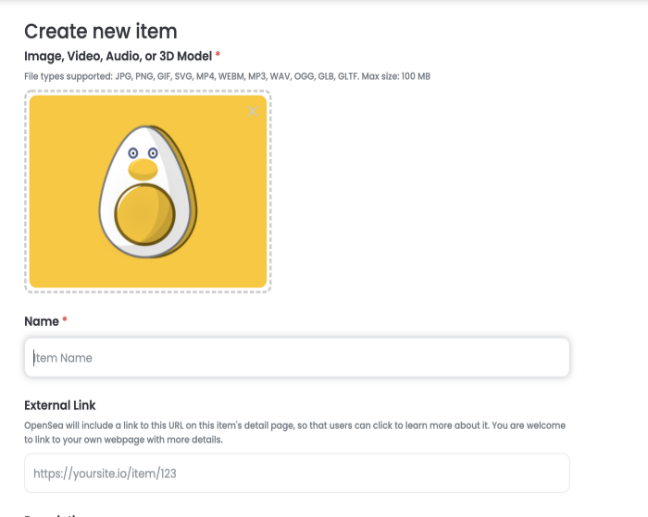 Create new item
Image, Video, Audio, or 3D Model *
File types supported: JPG, PNG, GIF, SVG, MP4, WEBM, MP3, WAV, OGG, GLB, GLTF. Max size: 100 MB
Name *
Item Name
External Link
OpenSea will include a link to this URL on this item's detail page, so that users can click to learn more about it. You are welcome
to link to your own webpage with more details.
https://yoursite.io/item/123